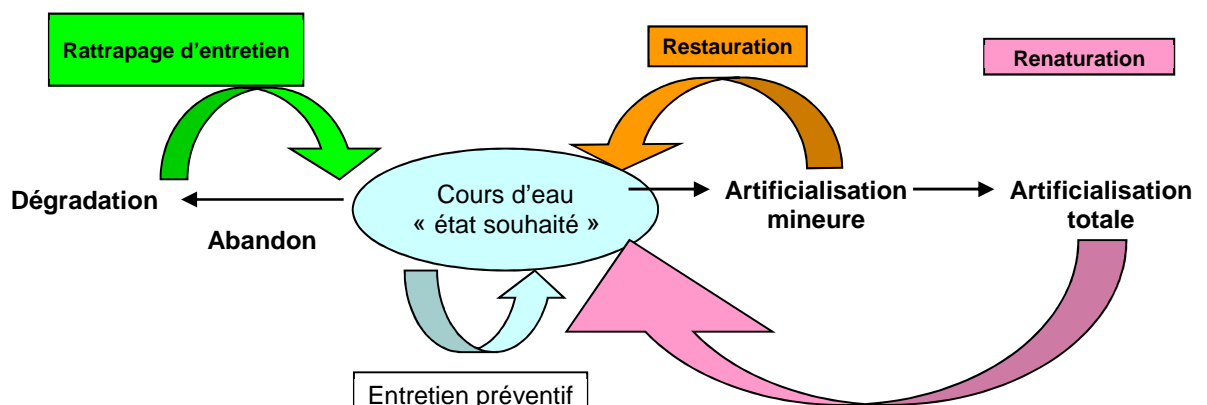 Rattrapage d’entretien
Restauration
Renaturation
Dégradation
Abandon
Cours d’eau
« état souhaité »
Artificialisation
mineure
Artificialisation
totale
Entretien préventif